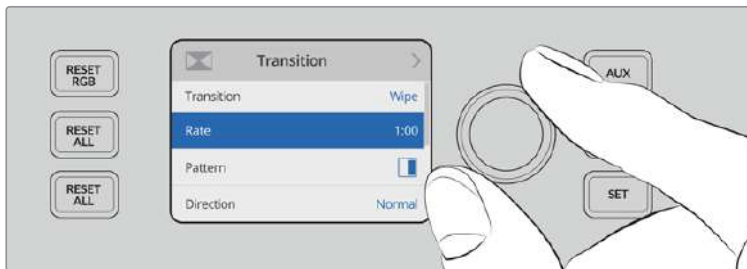 RESET
RGB
RESET
ALL
RESET
ALL
Transition
Transition Wipe
Rate 1:00
Pattern
Direction Normal
AUX
SET